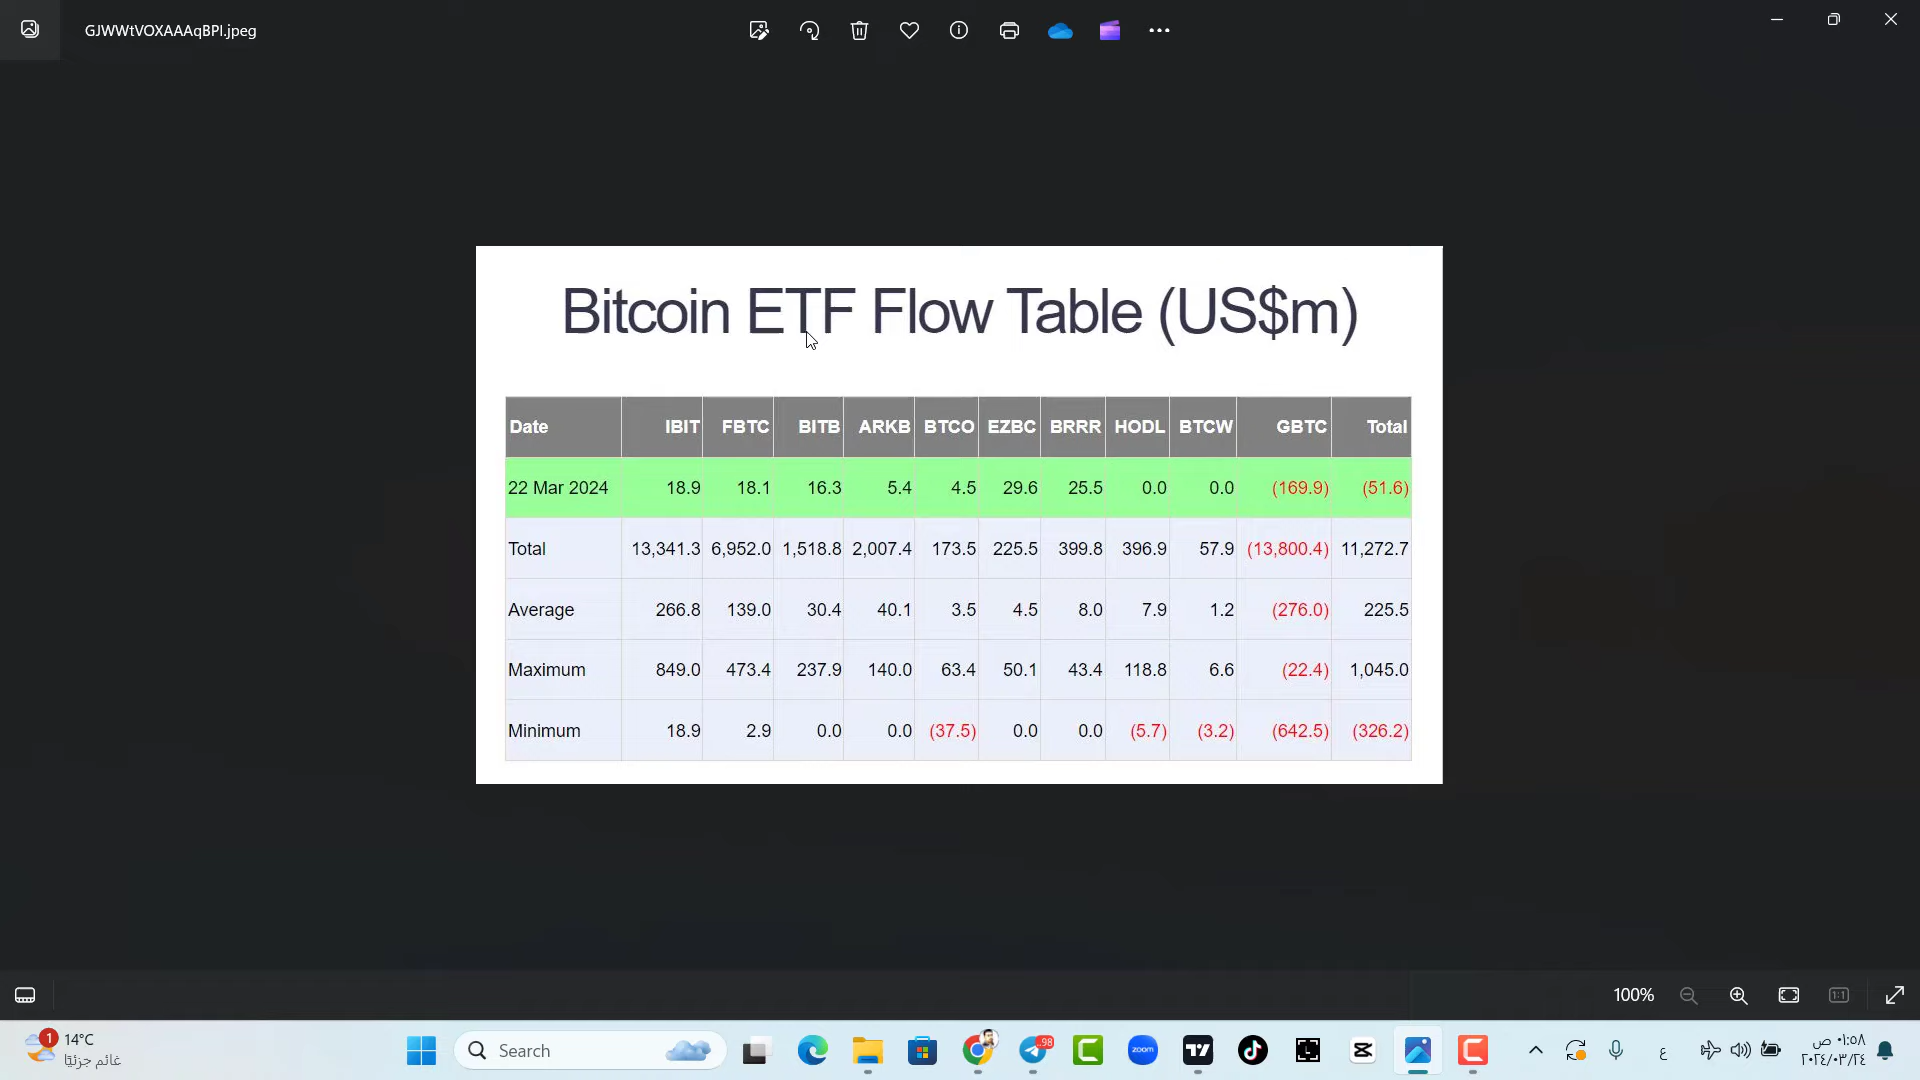 GJWWtVOXAAAqBPI.jpeg
Bitcoin ETF Flow Table (US$m)
Date IBIT FBTC BITB ARKB BTCO EZBC BRRR HODL BTCW GBTC Total
22 Mar 2024 18.9 18.1 16.3 5.4 4.5 29.6 25.5 0.0 0.0 (169.9) (51.6)
Total 13,341.3 6,952.0 1,518.8 2,007.4 173.5 225.5 399.8 396.9 57.9 (13,800.4) 11,272.7
Average 266.8 139.0 30.4 40.1 3.5 4.5 8.0 7.9 1.2 (276.0) 225.5
Maximum 849.0 473.4 237.9 140.0 63.4 50.1 43.4 118.8 6.6 (22.4) 1,045.0
Minimum 18.9 2.9 0.0 0.0 (37.5) 0.0 0.0 (5.7) (3.2) (642.5) (326.2)
100% 1:1
1 14°C
غائم جزئيًا
Search
..98
zoom
ع
٠١:٥٨ ص
٢٠٢٤/٠٣/٢٤